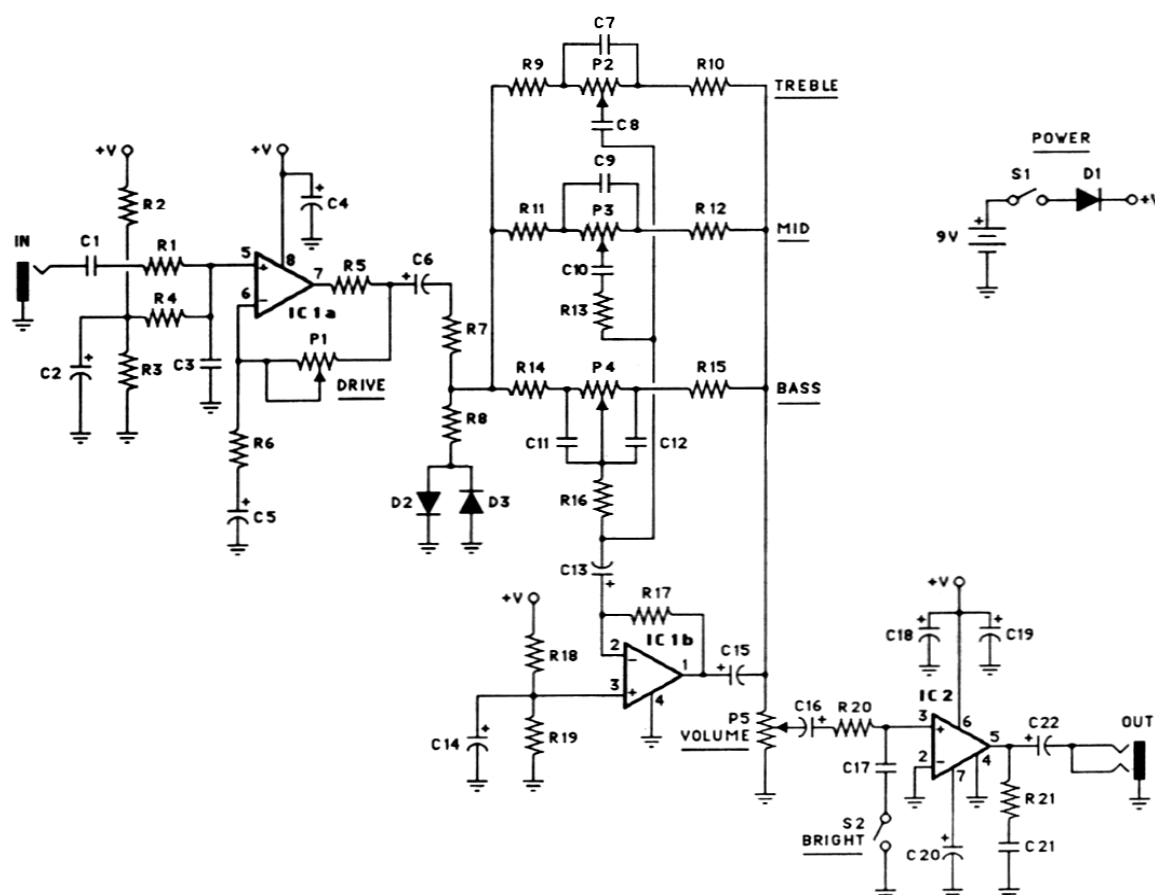 C7
R9 P2 R10
TREBLE
C8
+V
+V
C4
R2
C9
R11 P3 R12
MID
C10
R13
POWER
S1 D1
+V
+
9V
IN
C1 R1
5 + 8
7 R5
+ C6
6 −
IC1a
R4
P1
DRIVE
C2 +
R3
C3
R7
R14 P4 R15
BASS
R8
C11 C12
R6
D2 D3
R16
+
C5
C13
+
+V
R17
IC1b
R18
2 −
1
+ C15
3 +
4
C14 +
R19
P5
VOLUME
C16
+
R20
+V
C18 + + C19
IC2
3 + 6
5
+ C22
OUT
2 −
7 4
C17
R21
S2
BRIGHT
C20 +
C21